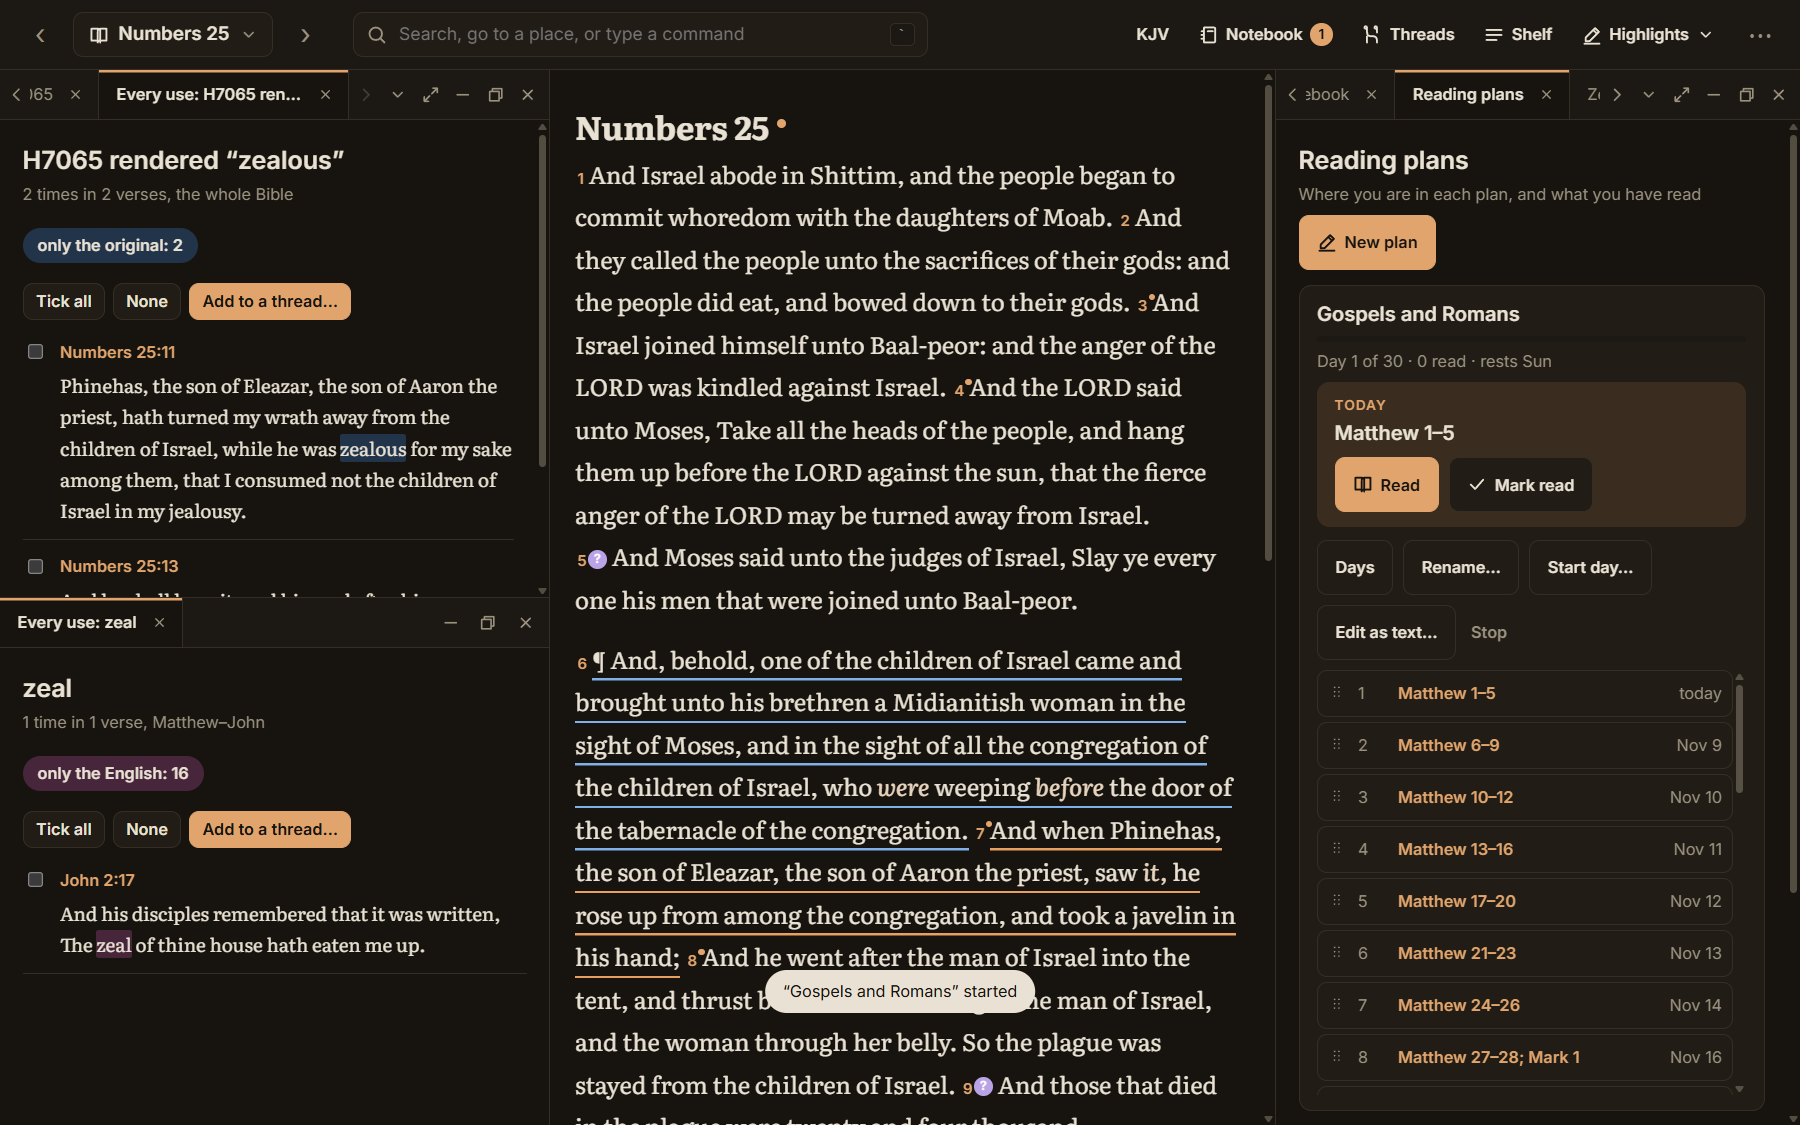 Numbers 25
Search, go to a place, or type a command
`
KJV
Notebook 1
Threads
Shelf
Highlights
065
Every use: H7065 ren...
H7065 rendered “zealous”
2 times in 2 verses, the whole Bible
only the original: 2
Tick all
None
Add to a thread...
Numbers 25:11
Phinehas, the son of Eleazar, the son of Aaron the
priest, hath turned my wrath away from the
children of Israel, while he was zealous for my sake
among them, that I consumed not the children of
Israel in my jealousy.
Numbers 25:13
Every use: zeal
zeal
1 time in 1 verse, Matthew–John
only the English: 16
Tick all
None
Add to a thread...
John 2:17
And his disciples remembered that it was written,
The zeal of thine house hath eaten me up.
Numbers 25
1 And Israel abode in Shittim, and the people began to
commit whoredom with the daughters of Moab. 2 And
they called the people unto the sacrifices of their gods: and
the people did eat, and bowed down to their gods. 3 And
Israel joined himself unto Baal-peor: and the anger of the
LORD was kindled against Israel. 4 And the LORD said
unto Moses, Take all the heads of the people, and hang
them up before the LORD against the sun, that the fierce
anger of the LORD may be turned away from Israel.
5 ? And Moses said unto the judges of Israel, Slay ye every
one his men that were joined unto Baal-peor.
6 ¶ And, behold, one of the children of Israel came and
brought unto his brethren a Midianitish woman in the
sight of Moses, and in the sight of all the congregation of
the children of Israel, who were weeping before the door of
the tabernacle of the congregation. 7 And when Phinehas,
the son of Eleazar, the son of Aaron the priest, saw it, he
rose up from among the congregation, and took a javelin in
his hand; 8 And he went after the man of Israel into the
tent, and thrust
“Gospels and Romans” started
man of Israel,
and the woman through her belly. So the plague was
stayed from the children of Israel. 9 ? And those that died
in the plague were twenty and four thousand.
ebook
Reading plans
Reading plans
Where you are in each plan, and what you have read
New plan
Gospels and Romans
Day 1 of 30 · 0 read · rests Sun
TODAY
Matthew 1–5
Read
Mark read
Days
Rename...
Start day...
Edit as text...
Stop
1 Matthew 1–5 today
2 Matthew 6–9 Nov 9
3 Matthew 10–12 Nov 10
4 Matthew 13–16 Nov 11
5 Matthew 17–20 Nov 12
6 Matthew 21–23 Nov 13
7 Matthew 24–26 Nov 14
8 Matthew 27–28; Mark 1 Nov 16